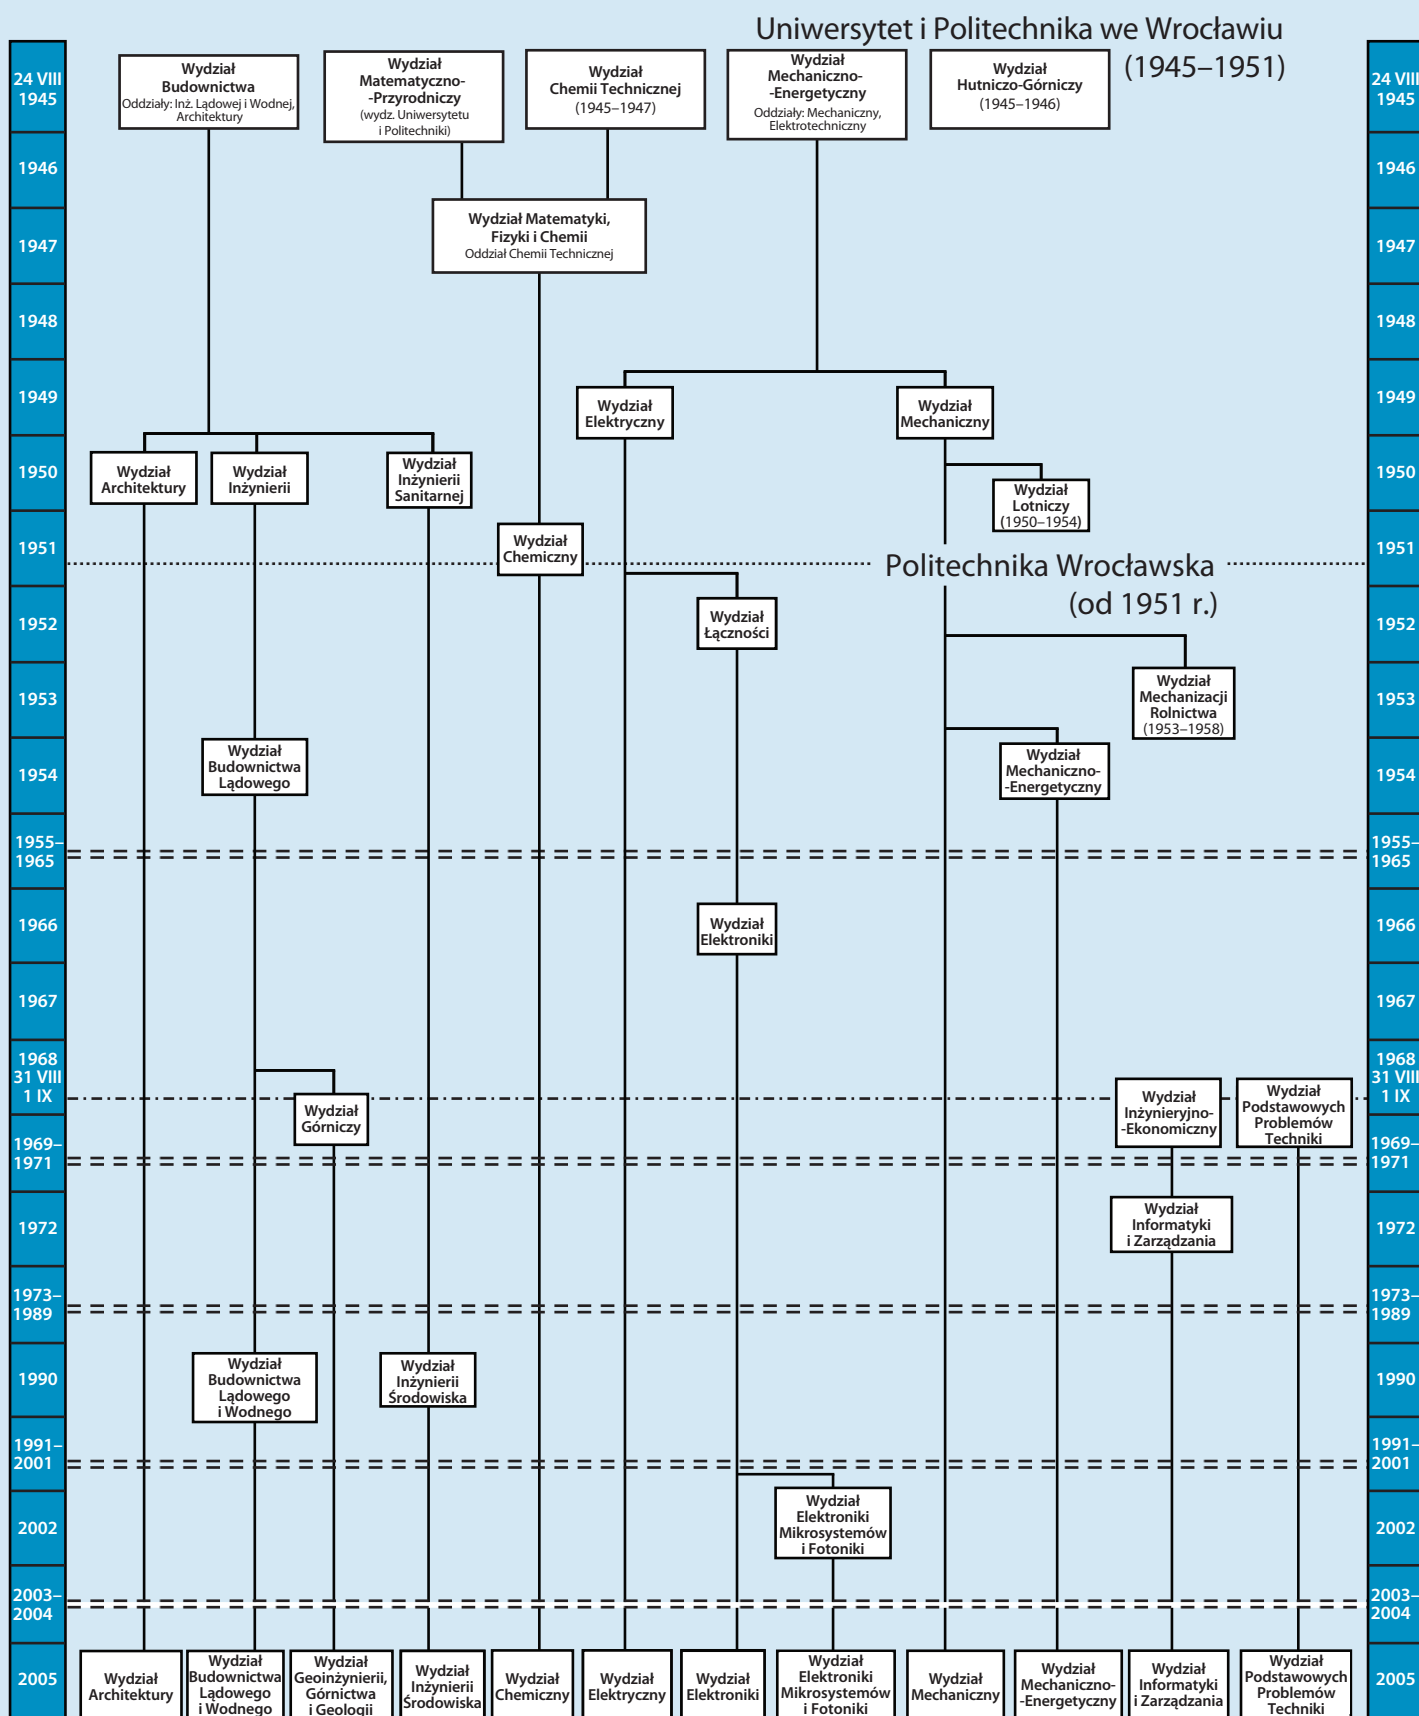 Uniwersytet i Politechnika we Wrocławiu
(1945–1951)
24 VIII
1945
Wydział
Budownictwa
Oddziały: Inż. Lądowej i Wodnej,
Architektury
Wydział
Matematyczno-
-Przyrodniczy
(wydz. Uniwersytetu
i Politechniki)
Wydział
Chemii Technicznej
(1945–1947)
Wydział
Mechaniczno-
-Energetyczny
Oddziały: Mechaniczny,
Elektrotechniczny
Wydział
Hutniczo-Górniczy
(1945–1946)
24 VIII
1945
1946
1946
1947
Wydział Matematyki,
Fizyki i Chemii
Oddział Chemii Technicznej
1947
1948
1948
1949
Wydział
Elektryczny
Wydział
Mechaniczny
1949
1950
Wydział
Architektury
Wydział
Inżynierii
Wydział
Inżynierii
Sanitarnej
Wydział
Lotniczy
(1950–1954)
1950
1951
Wydział
Chemiczny
1951
Politechnika Wrocławska
(od 1951 r.)
1952
Wydział
Łączności
1952
1953
Wydział
Mechanizacji
Rolnictwa
(1953–1958)
1953
1954
Wydział
Budownictwa
Lądowego
Wydział
Mechaniczno-
-Energetyczny
1954
1955–
1965
1955–
1965
1966
Wydział
Elektroniki
1966
1967
1967
1968
31 VIII
1 IX
Wydział
Górniczy
Wydział
Inżynieryjno-
-Ekonomiczny
Wydział
Podstawowych
Problemów
Techniki
1968
31 VIII
1 IX
1969–
1971
1969–
1971
1972
Wydział
Informatyki
i Zarządzania
1972
1973–
1989
1973–
1989
1990
Wydział
Budownictwa
Lądowego
i Wodnego
Wydział
Inżynierii
Środowiska
1990
1991–
2001
1991–
2001
2002
Wydział
Elektroniki
Mikrosystemów
i Fotoniki
2002
2003–
2004
2003–
2004
2005
Wydział
Architektury
Wydział
Budownictwa
Lądowego
i Wodnego
Wydział
Geoinżynierii,
Górnictwa
i Geologii
Wydział
Inżynierii
Środowiska
Wydział
Chemiczny
Wydział
Elektryczny
Wydział
Elektroniki
Wydział
Elektroniki
Mikrosystemów
i Fotoniki
Wydział
Mechaniczny
Wydział
Mechaniczno-
-Energetyczny
Wydział
Informatyki
i Zarządzania
Wydział
Podstawowych
Problemów
Techniki
2005